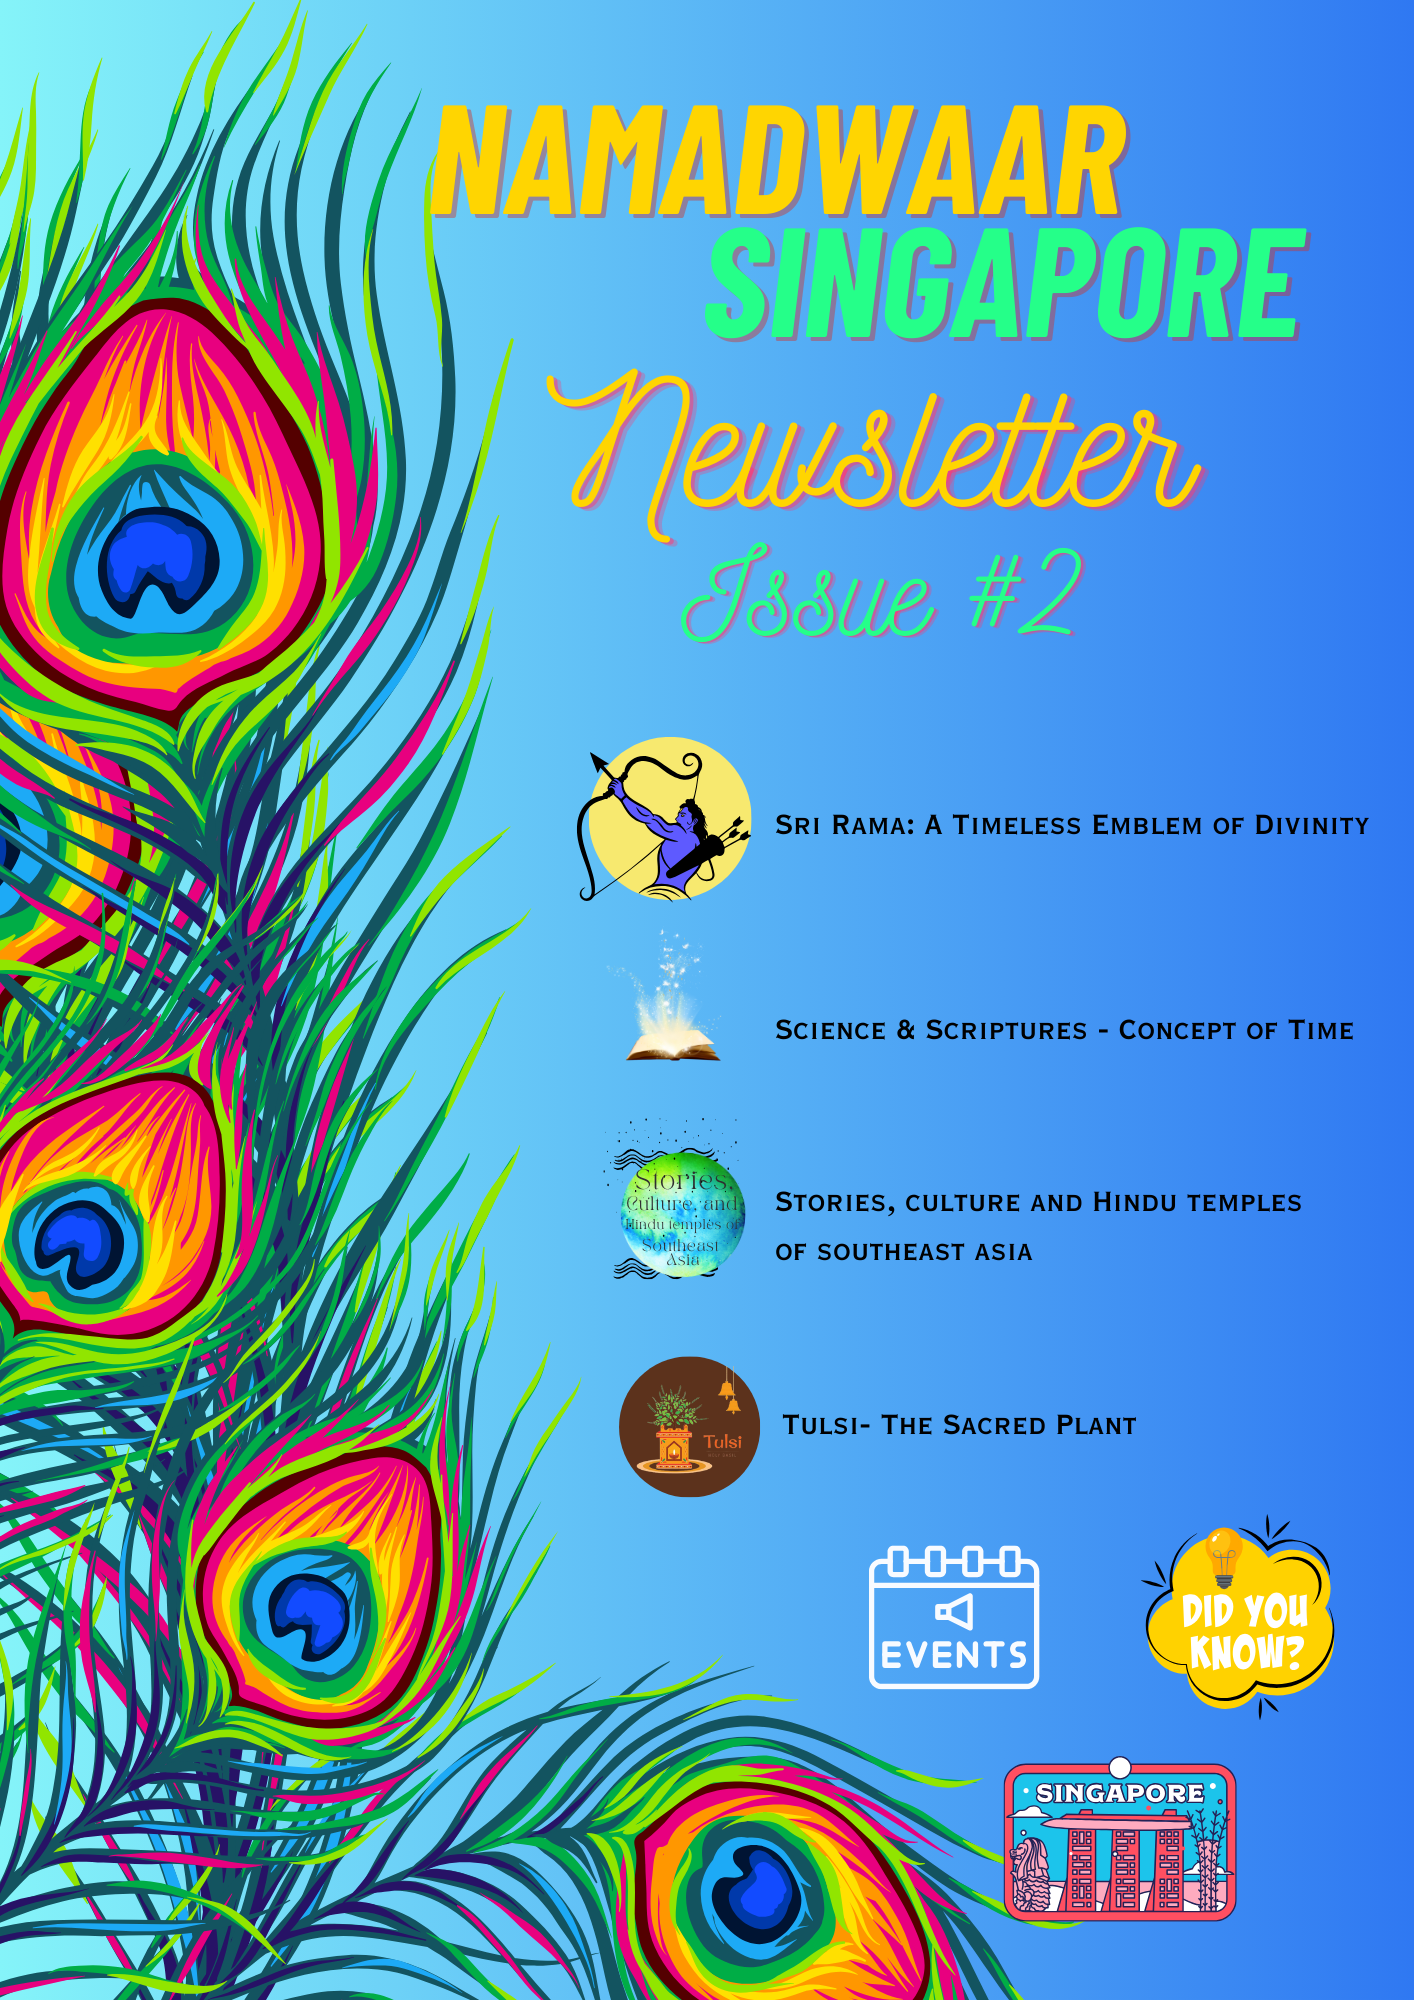 NAMADWAAR
SINGAPORE
Newsletter
Issue #2
Sri Rama: A Timeless Emblem of Divinity
Science & Scriptures - Concept of Time
Stories,
Culture, and
Hindu temples of
Southeast
Asia
Stories, culture and Hindu temples
of southeast asia
Tulsi
Tulsi- The Sacred Plant
EVENTS
DID YOU
KNOW?
SINGAPORE